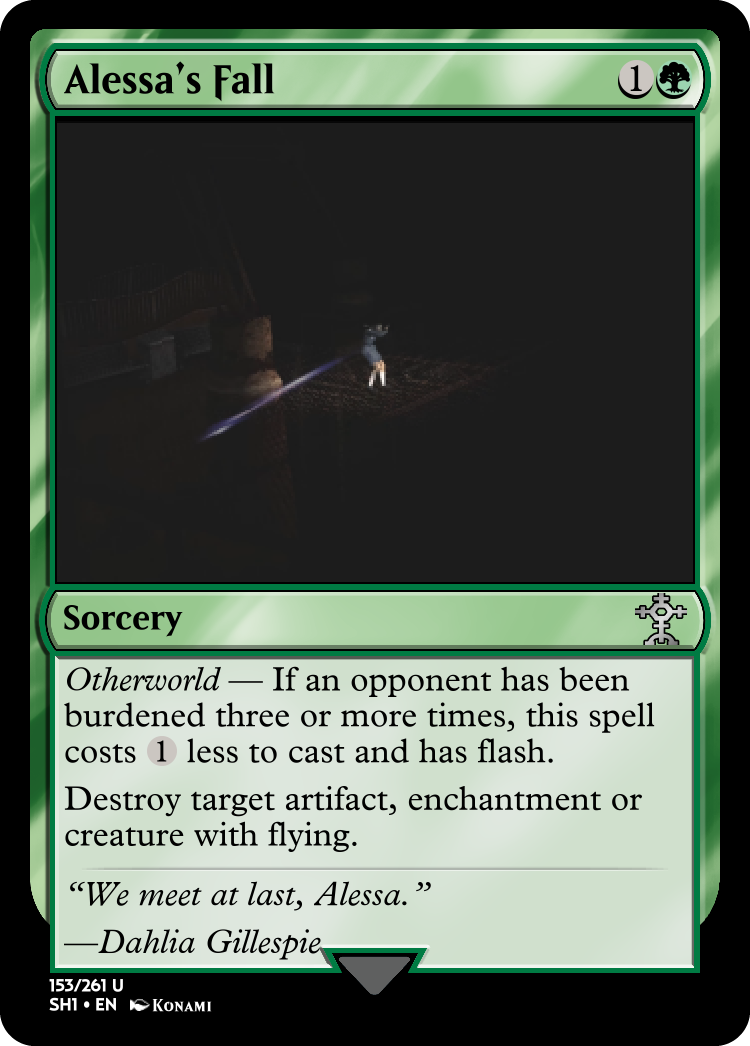 Alessa's Fall 1
Sorcery
Otherworld — If an opponent has been
burdened three or more times, this spell
costs 1 less to cast and has flash.
Destroy target artifact, enchantment or
creature with flying.
“We meet at last, Alessa.”
—Dahlia Gillespie
153/261 U
SH1 • EN KONAMI